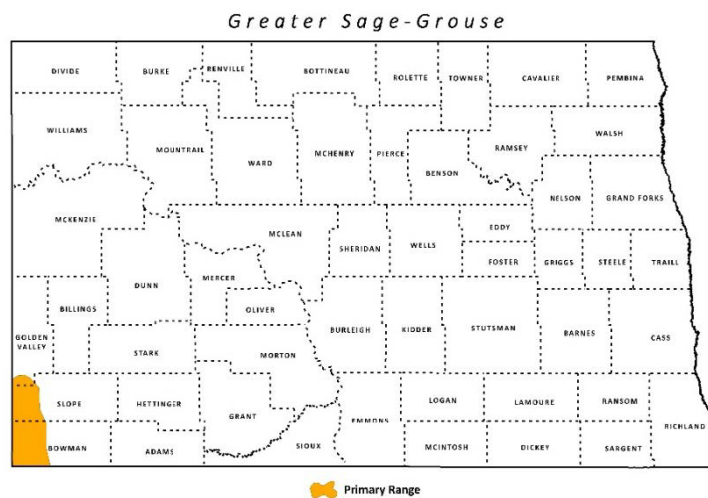 Greater Sage-Grouse
DIVIDE BURKE RENVILLE BOTTINEAU ROLETTE TOWNER CAVALIER PEMBINA
WILLIAMS MOUNTRAIL WARD MCHENRY PIERCE BENSON RAMSEY WALSH
MCKENZIE MCLEAN SHERIDAN WELLS EDDY NELSON GRAND FORKS
DUNN MERCER FOSTER GRIGGS STEELE TRAILL
GOLDEN VALLEY BILLINGS OLIVER BURLEIGH KIDDER STUTSMAN BARNES CASS
STARK MORTON
SLOPE HETTINGER GRANT EMMONS LOGAN LAMOURE RANSOM RICHLAND
BOWMAN ADAMS SIOUX MCINTOSH DICKEY SARGENT
Primary Range